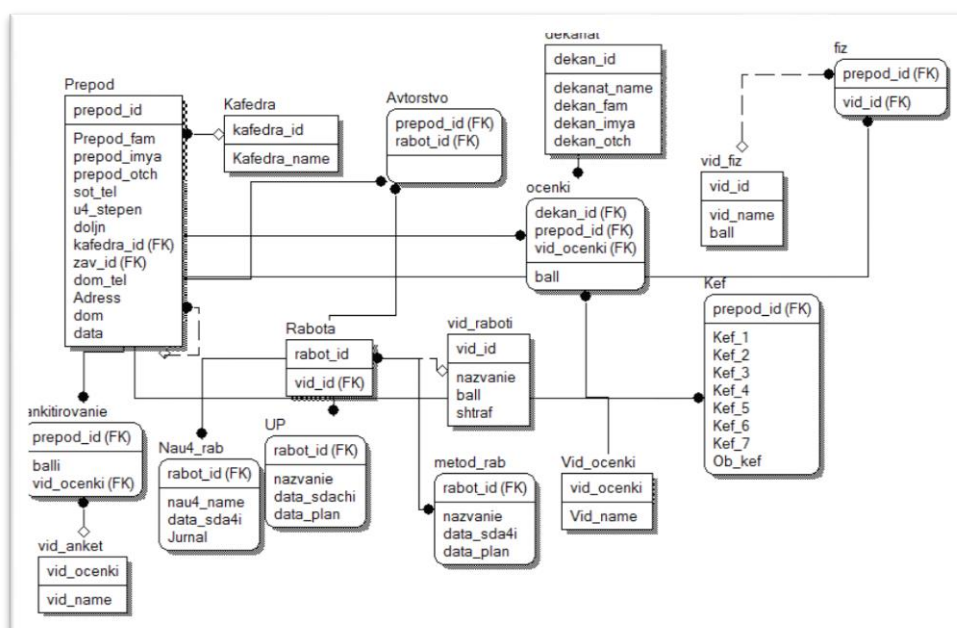 Prepod
prepod_id
Prepod_fam
prepod_imya
prepod_otch
sot_tel
u4_stepen
doljn
kafedra_id (FK)
zav_id (FK)
dom_tel
Adress
dom
data
Kafedra
kafedra_id
Kafedra_name
Avtorstvo
prepod_id (FK)
rabot_id (FK)
dekanat
dekan_id
dekanat_name
dekan_fam
dekan_imya
dekan_otch
fiz
prepod_id (FK)
vid_id (FK)
vid_fiz
vid_id
vid_name
ball
ocenki
dekan_id (FK)
prepod_id (FK)
vid_ocenki (FK)
ball
Kef
prepod_id (FK)
Kef_1
Kef_2
Kef_3
Kef_4
Kef_5
Kef_6
Kef_7
Ob_kef
Rabota
rabot_id
vid_id (FK)
vid_raboti
vid_id
nazvanie
ball
shtraf
ankitirovanie
prepod_id (FK)
balli
vid_ocenki (FK)
Nau4_rab
rabot_id (FK)
nau4_name
data_sda4i
Jurnal
UP
rabot_id (FK)
nazvanie
data_sdachi
data_plan
metod_rab
rabot_id (FK)
nazvanie
data_sda4i
data_plan
Vid_ocenki
vid_ocenki
Vid_name
vid_anket
vid_ocenki
vid_name